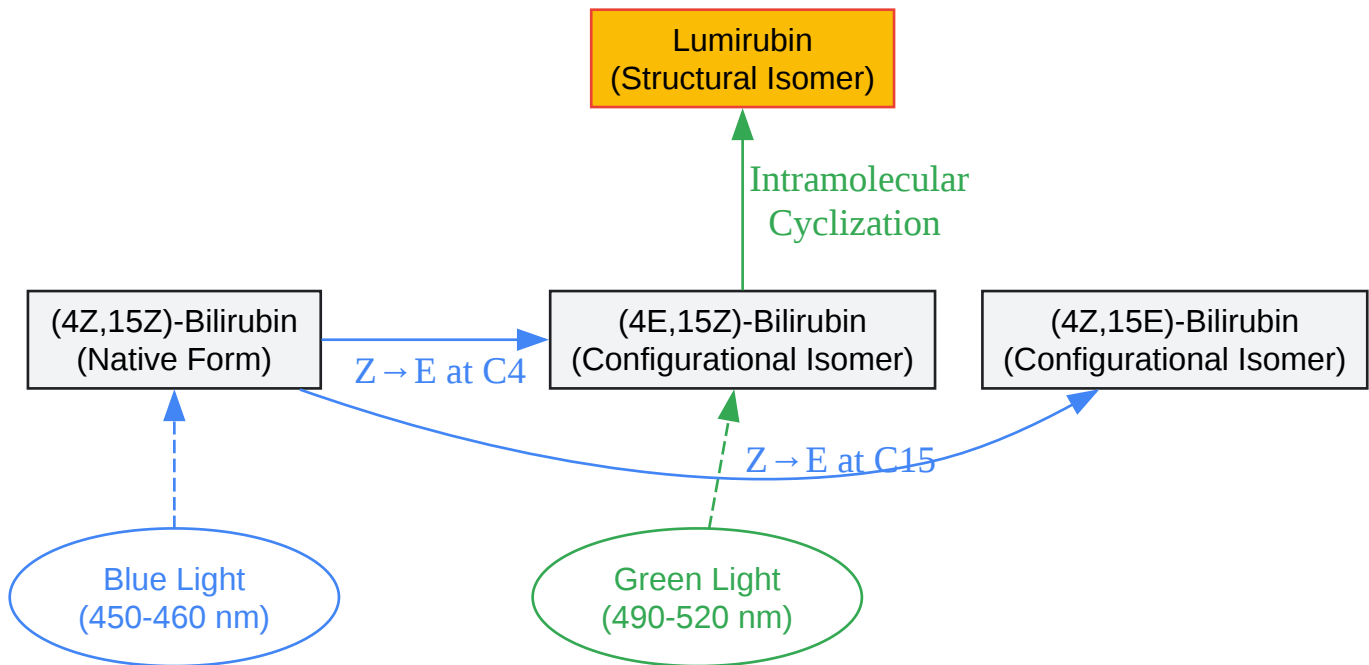 Lumirubin
(Structural Isomer)
Intramolecular
Cyclization
(4Z,15Z)-Bilirubin
(Native Form)
Z→E at C4
(4E,15Z)-Bilirubin
(Configurational Isomer)
(4Z,15E)-Bilirubin
(Configurational Isomer)
Z→E at C15
Blue Light
(450-460 nm)
Green Light
(490-520 nm)